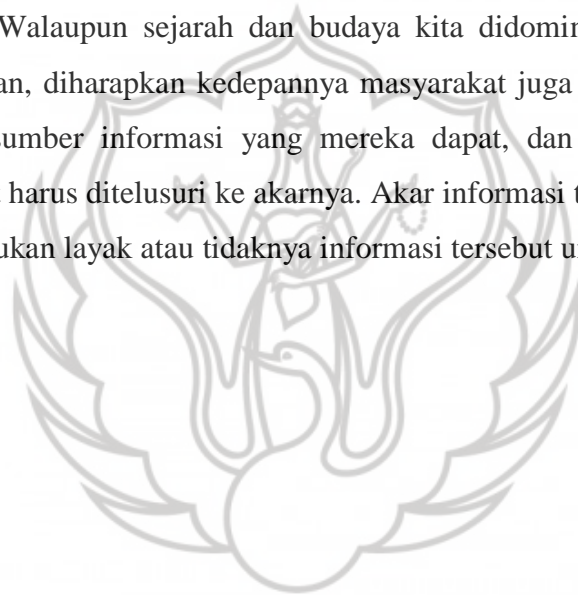 Walaupun sejarah dan budaya kita didomin
an, diharapkan kedepannya masyarakat juga
sumber informasi yang mereka dapat, dan
harus ditelusuri ke akarnya. Akar informasi t
ukan layak atau tidaknya informasi tersebut u